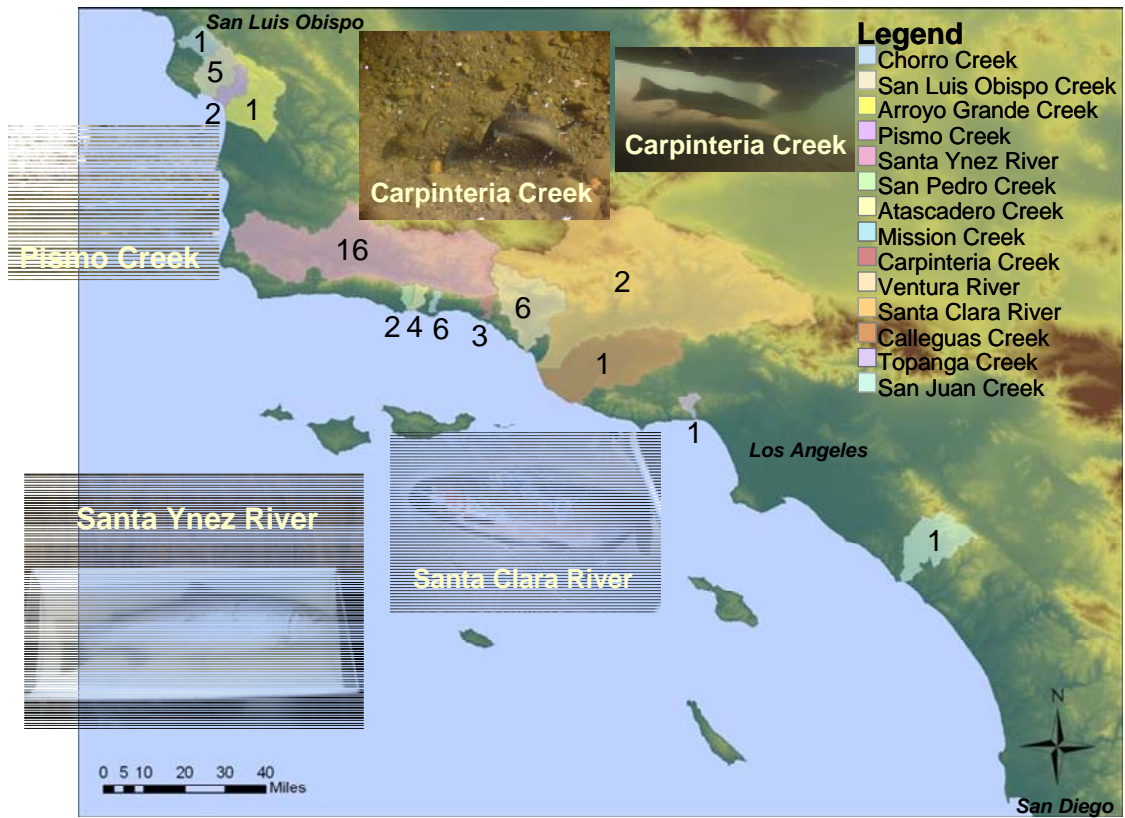 San Luis Obispo
1
5
2
1
Carpinteria Creek
Carpinteria Creek
Pismo Creek
16
2
2
4
6
3
6
1
1
Los Angeles
1
Santa Ynez River
Santa Clara River
Legend
Chorro Creek
San Luis Obispo Creek
Arroyo Grande Creek
Pismo Creek
Santa Ynez River
San Pedro Creek
Atascadero Creek
Mission Creek
Carpinteria Creek
Ventura River
Santa Clara River
Calleguas Creek
Topanga Creek
San Juan Creek
N
0 5 10 20 30 40
Miles
San Diego